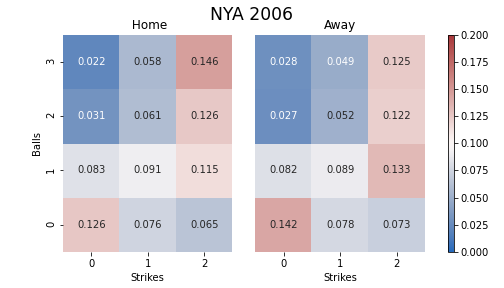 NYA 2006
Home
Away
Balls
3
0.022 0.058 0.146
0.028 0.049 0.125
2
0.031 0.061 0.126
0.027 0.052 0.122
1
0.083 0.091 0.115
0.082 0.089 0.133
0
0.126 0.076 0.065
0.142 0.078 0.073
0 1 2
0 1 2
Strikes
Strikes
0.200
0.175
0.150
0.125
0.100
0.075
0.050
0.025
0.000